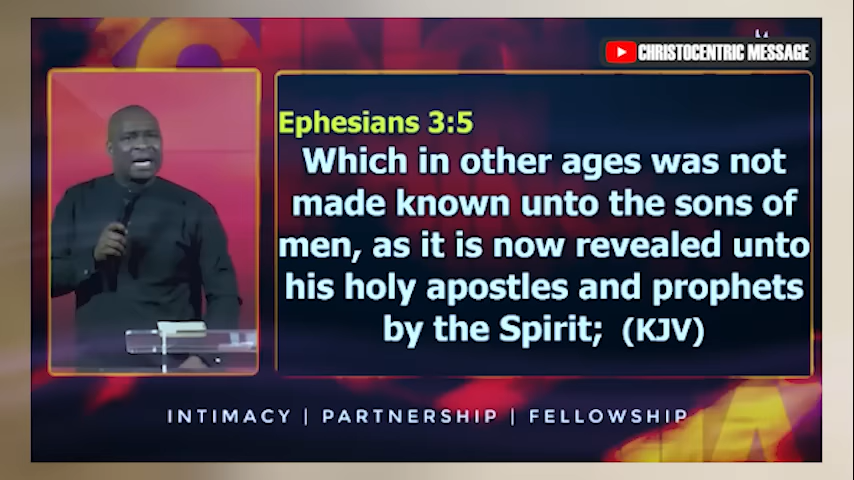 CHRISTOCENTRIC MESSAGE
Ephesians 3:5
Which in other ages was not
made known unto the sons of
men, as it is now revealed unto
his holy apostles and prophets
by the Spirit; (KJV)
INTIMACY | PARTNERSHIP | FELLOWSHIP